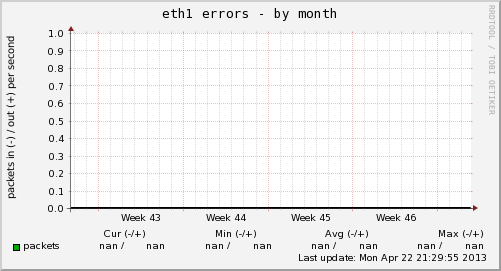 eth1 errors - by month
RRDTOOL / TOBI OETIKER
packets in (-) / out (+) per second
1.0
0.9
0.8
0.7
0.6
0.5
0.4
0.3
0.2
0.1
0.0
Week 43 Week 44 Week 45 Week 46
Cur (-/+) Min (-/+) Avg (-/+) Max (-/+)
packets nan / nan nan / nan nan / nan nan / nan
Last update: Mon Apr 22 21:29:55 2013